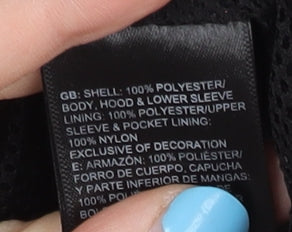 GB: SHELL: 100% POLYESTER/
BODY, HOOD & LOWER SLEEVE
LINING: 100% POLYESTER/UPPER
SLEEVE & POCKET LINING:
100% NYLON
EXCLUSIVE OF DECORATION
E: ARMAZÓN: 100% POLIÉSTER/
FORRO DE CUERPO, CAPUCHA
Y PARTE INFERIOR DE MANGAS:
100%